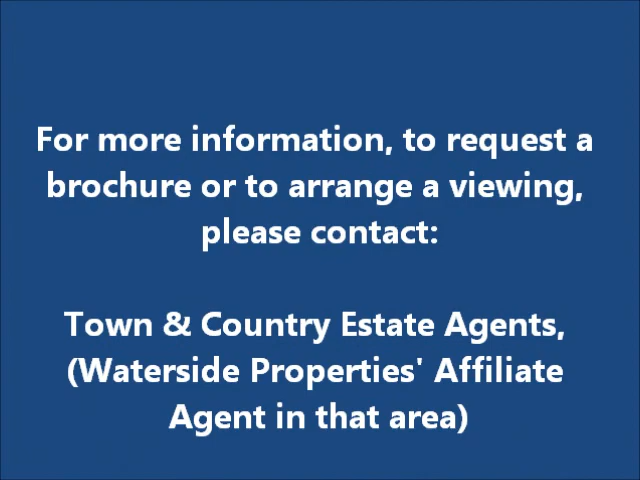 For more information, to request a
brochure or to arrange a viewing,
please contact:
Town & Country Estate Agents,
(Waterside Properties' Affiliate
Agent in that area)